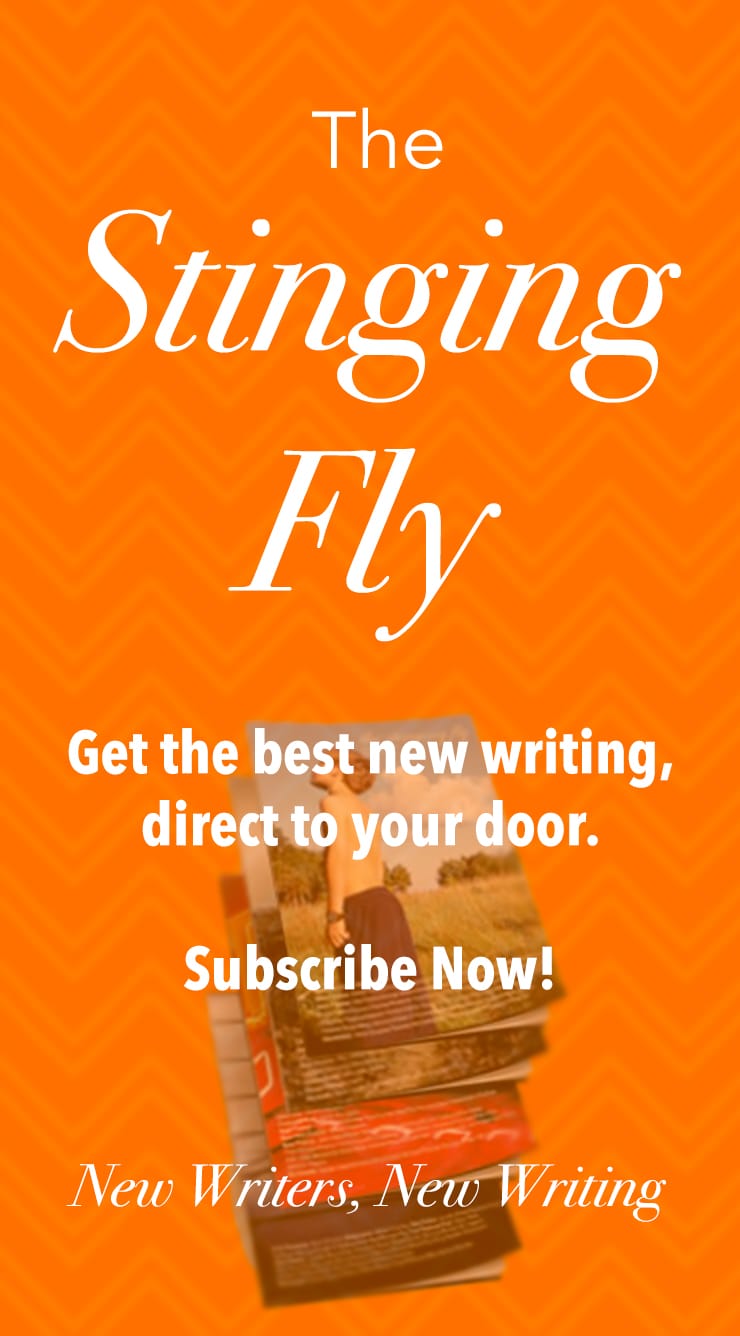 The
Stinging
Fly
Get the best new writing,
direct to your door.
Subscribe Now!
New Writers, New Writing